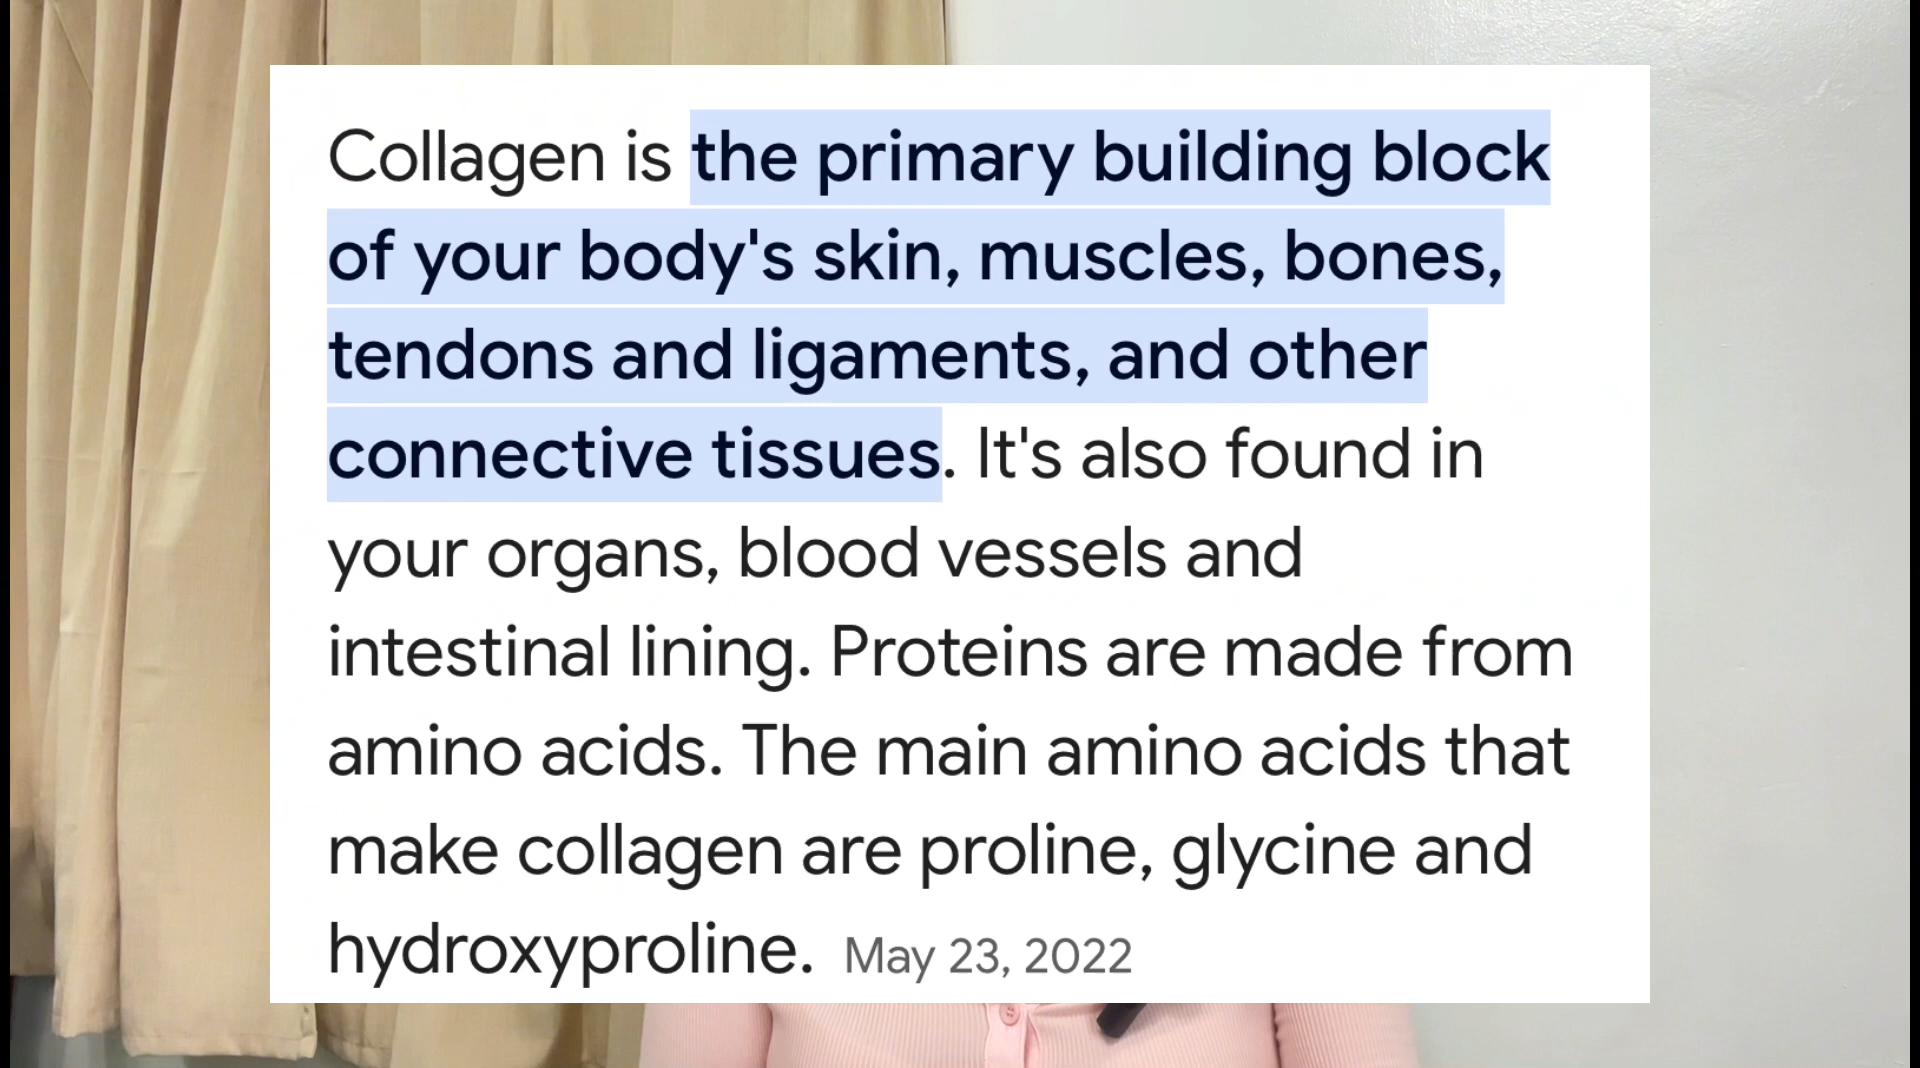 Collagen is the primary building block
of your body's skin, muscles, bones,
tendons and ligaments, and other
connective tissues. It's also found in
your organs, blood vessels and
intestinal lining. Proteins are made from
amino acids. The main amino acids that
make collagen are proline, glycine and
hydroxyproline. May 23, 2022